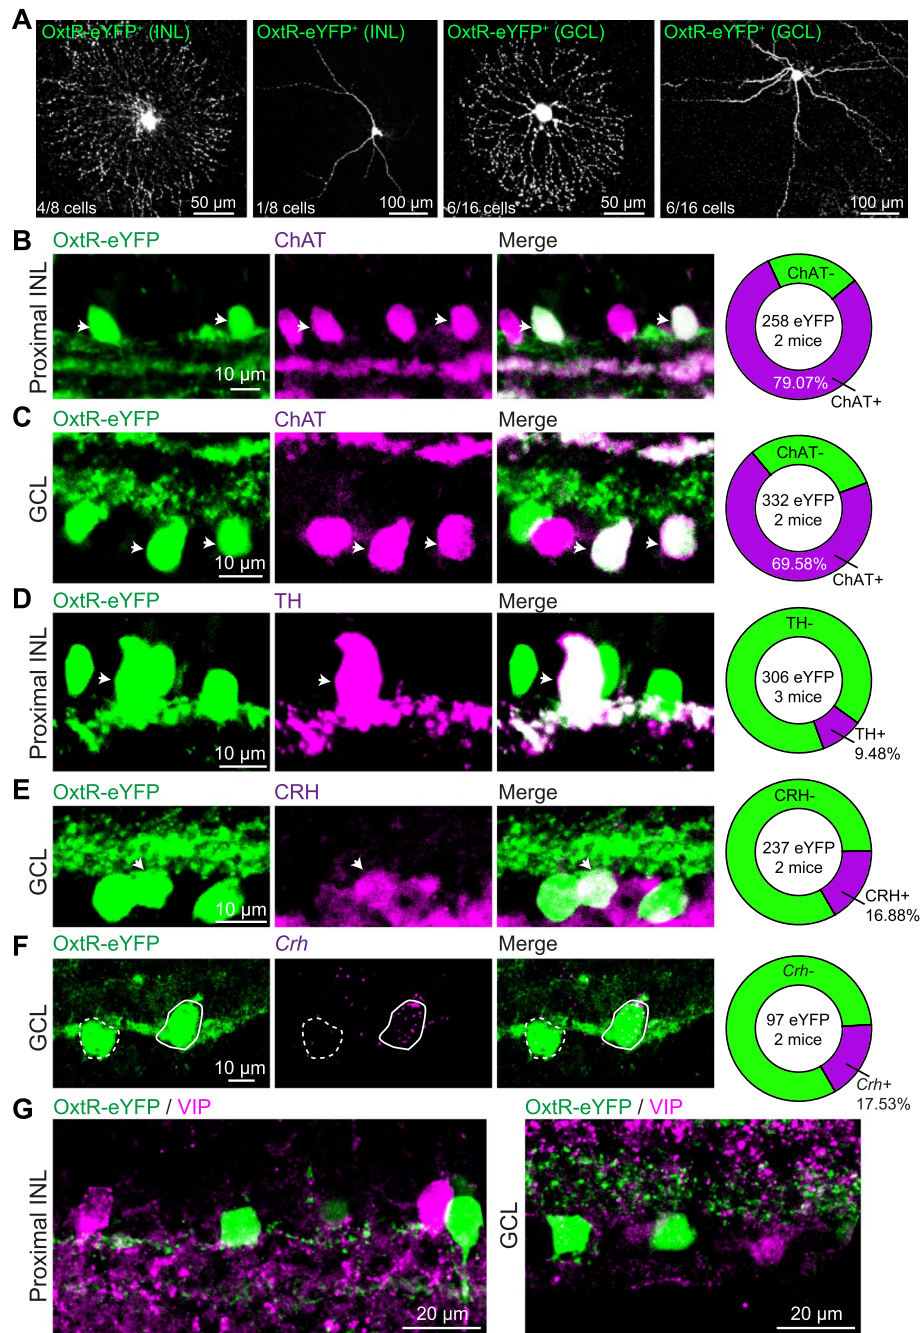 A
OxtR-eYFP⁺ (INL)
4/8 cells
50 µm
OxtR-eYFP⁺ (INL)
1/8 cells
100 µm
OxtR-eYFP⁺ (GCL)
6/16 cells
50 µm
OxtR-eYFP⁺ (GCL)
6/16 cells
100 µm
B
OxtR-eYFP
ChAT
Merge
Proximal INL
10 µm
ChAT-
258 eYFP
2 mice
79.07%
ChAT+
C
OxtR-eYFP
ChAT
Merge
GCL
10 µm
ChAT-
332 eYFP
2 mice
69.58%
ChAT+
D
OxtR-eYFP
TH
Merge
Proximal INL
10 µm
TH-
306 eYFP
3 mice
TH+
9.48%
E
OxtR-eYFP
CRH
Merge
GCL
10 µm
CRH-
237 eYFP
2 mice
CRH+
16.88%
F
OxtR-eYFP
Crh
Merge
GCL
10 µm
Crh-
97 eYFP
2 mice
Crh+
17.53%
G
OxtR-eYFP / VIP
Proximal INL
20 µm
OxtR-eYFP / VIP
GCL
20 µm